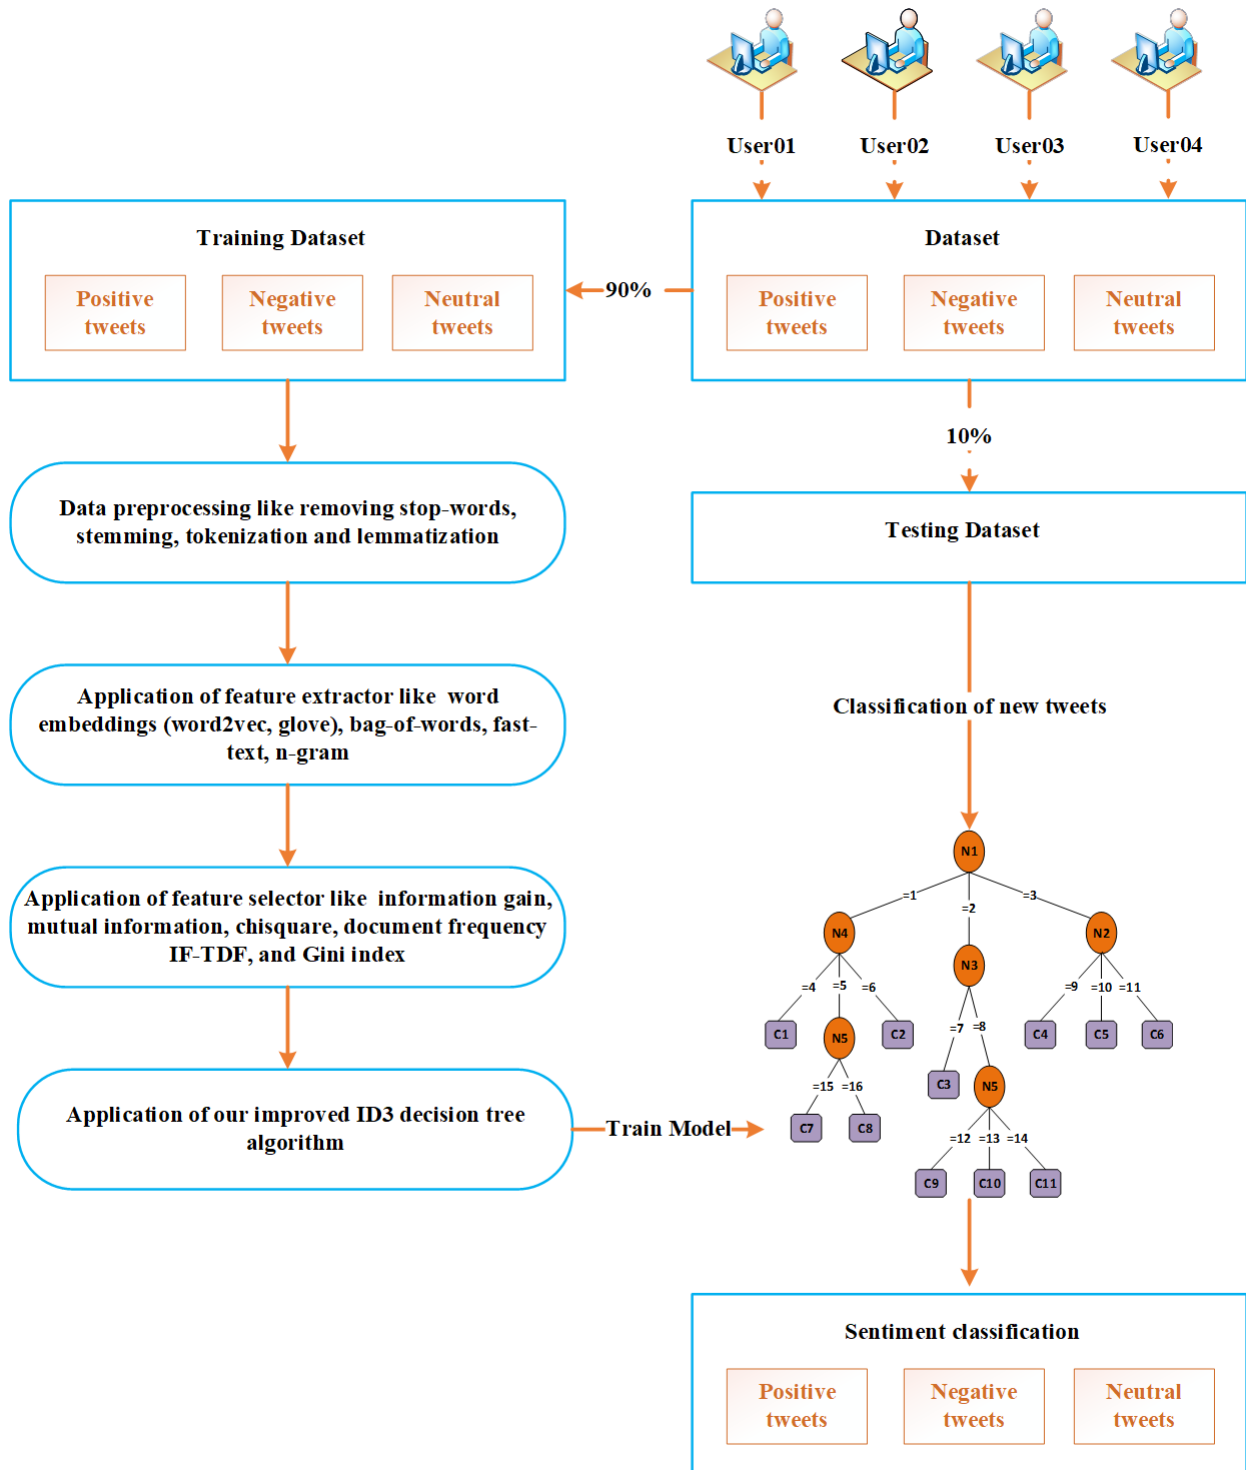 User01
User02
User03
User04
Training Dataset
Positive
tweets
Negative
tweets
Neutral
tweets
90%
Dataset
Positive
tweets
Negative
tweets
Neutral
tweets
10%
Data preprocessing like removing stop-words,
stemming, tokenization and lemmatization
Testing Dataset
Application of feature extractor like word
embeddings (word2vec, glove), bag-of-words, fast-
text, n-gram
Classification of new tweets
Application of feature selector like information gain,
mutual information, chisquare, document frequency
IF-TDF, and Gini index
Application of our improved ID3 decision tree
algorithm
Train Model
N1
=1
=2
=3
N4
N3
N2
=4
=5
=6
=7
=8
=9
=10
=11
C1
N5
C2
C3
N5
C4
C5
C6
=15
=16
C7
C8
=12
=13
=14
C9
C10
C11
Sentiment classification
Positive
tweets
Negative
tweets
Neutral
tweets